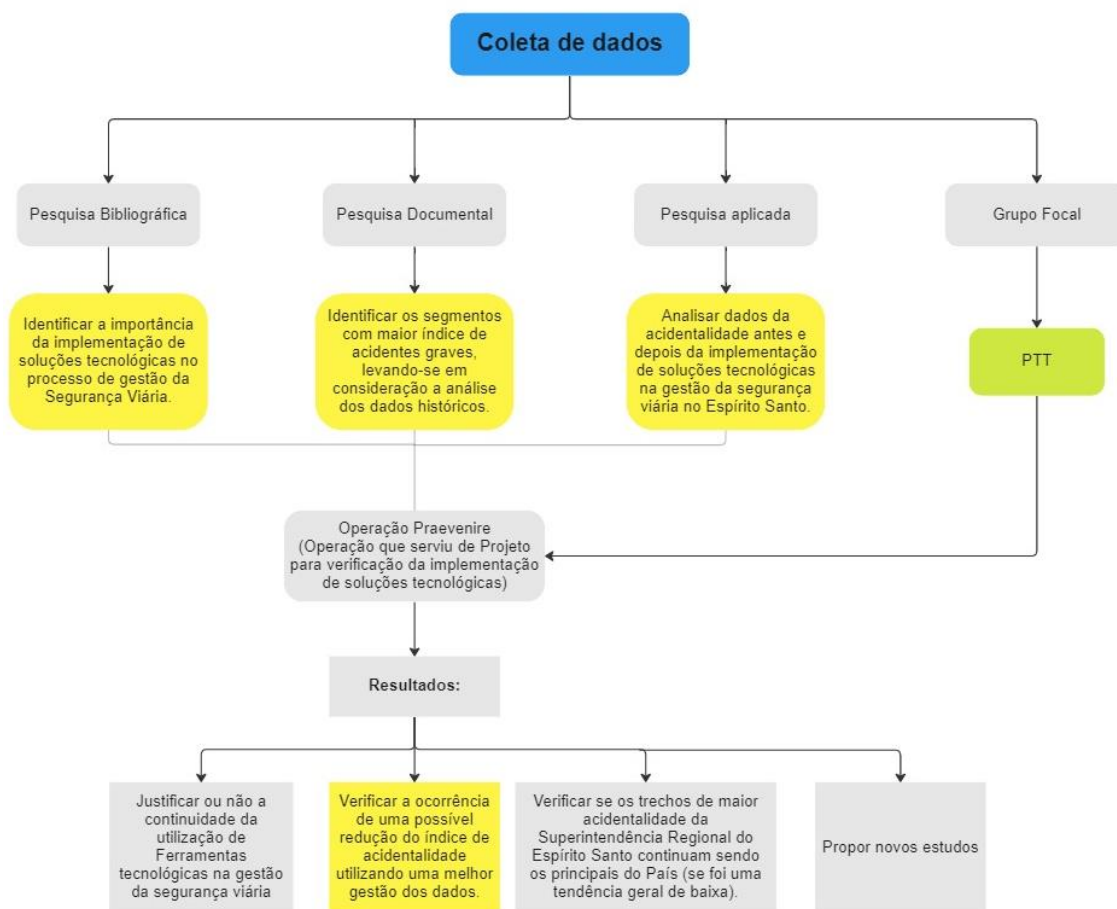 Coleta de dados
Pesquisa Bibliográfica
Pesquisa Documental
Pesquisa aplicada
Grupo Focal
Identificar a importância
da implementação de
soluções tecnológicas no
processo de gestão da
Segurança Viária.
Identificar os segmentos
com maior índice de
acidentes graves,
levando-se em
consideração a análise
dos dados históricos.
Analisar dados da
acidentalidade antes e
depois da implementação
de soluções tecnológicas
na gestão da segurança
viária no Espírito Santo.
PTT
Operação Praevenire
(Operação que serviu de Projeto
para verificação da implementação
de soluções tecnológicas)
Resultados:
Justificar ou não a
continuidade da
utilização de
Ferramentas
tecnológicas na gestão
da segurança viária
Verificar a ocorrência
de uma possível
redução do índice de
acidentalidade
utilizando uma melhor
gestão dos dados.
Verificar se os trechos de maior
acidentalidade da
Superintendência Regional do
Espírito Santo continuam sendo
os principais do País (se foi uma
tendência geral de baixa).
Propor novos estudos